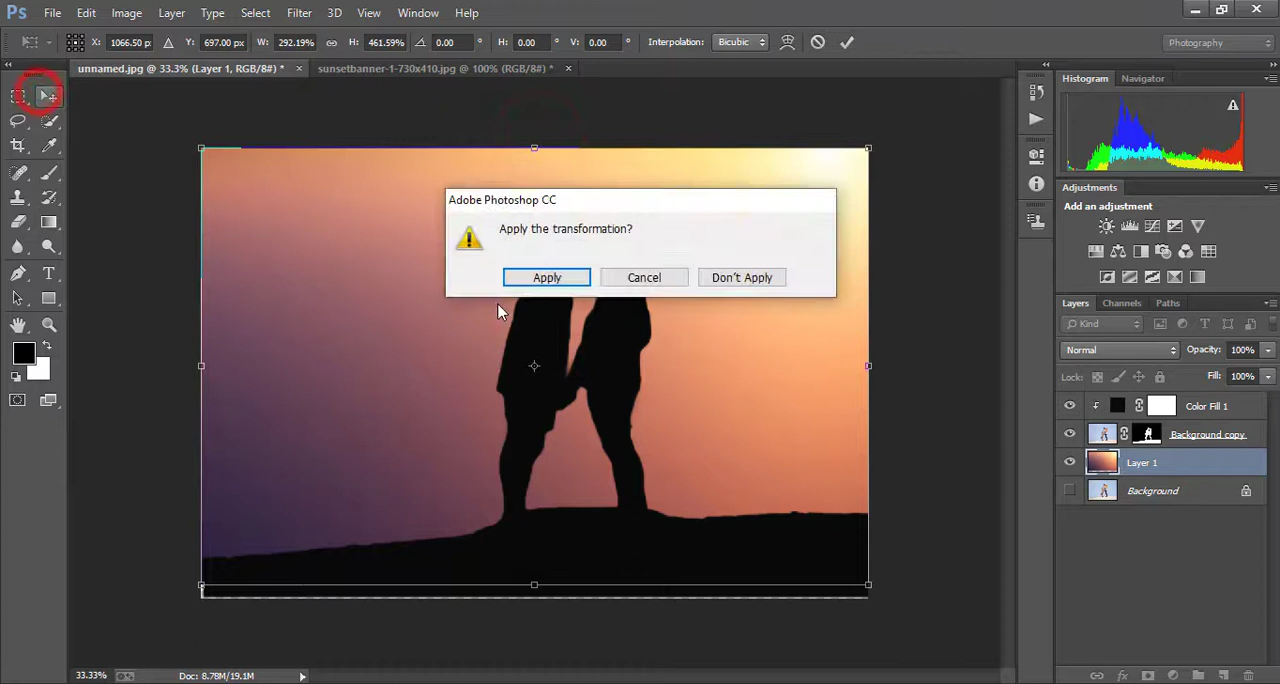 Ps File Edit Image Layer Type Select Filter 3D View Window Help
X: 1066.50 px Y: 697.00 px W: 292.19% H: 461.59% 0.00 ° H: 0.00 ° V: 0.00 ° Interpolation: Bicubic Photography
unnamed.jpg @ 33.3% (Layer 1, RGB/8#) * × sunsetbanner-1-730x410.jpg @ 100% (RGB/8#) * ×
Histogram Navigator
Adobe Photoshop CC
Apply the transformation?
Apply Cancel Don't Apply
Adjustments
Add an adjustment
Layers Channels Paths
Kind
Normal Opacity: 100%
Lock: Fill: 100%
Color Fill 1
Background copy
Layer 1
Background
33.33% Doc: 8.78M/19.1M